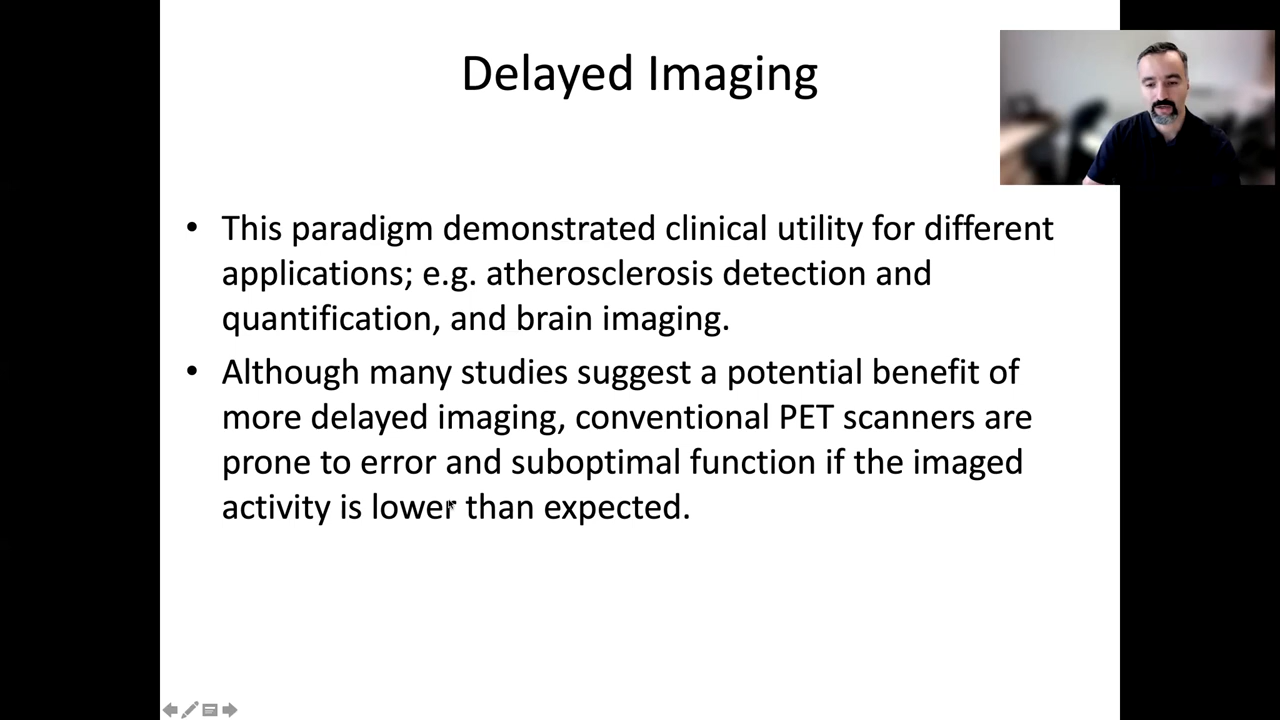 Delayed Imaging
• This paradigm demonstrated clinical utility for different
applications; e.g. atherosclerosis detection and
quantification, and brain imaging.
• Although many studies suggest a potential benefit of
more delayed imaging, conventional PET scanners are
prone to error and suboptimal function if the imaged
activity is lower than expected.